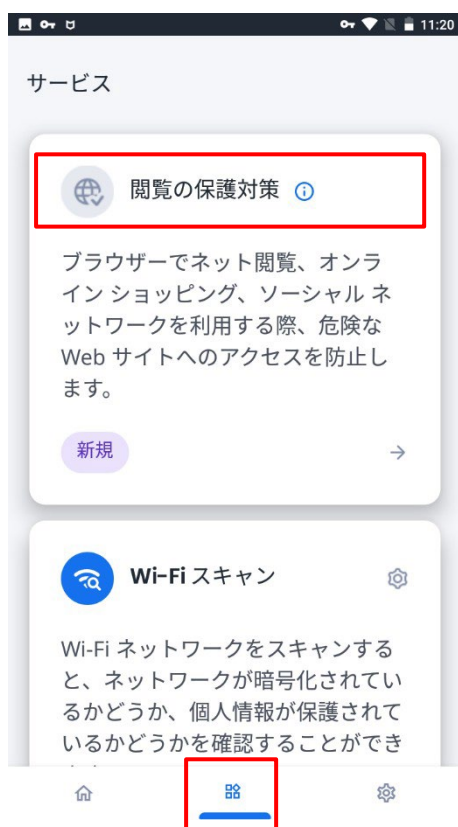 11:20
サービス
閲覧の保護対策
ブラウザーでネット閲覧、オンラ
イン ショッピング、ソーシャル ネ
ットワークを利用する際、危険な
Web サイトへのアクセスを防止し
ます。
新規
Wi-Fi スキャン
Wi-Fi ネットワークをスキャンする
と、ネットワークが暗号化されてい
るかどうか、個人情報が保護されて
いるかどうかを確認することができ